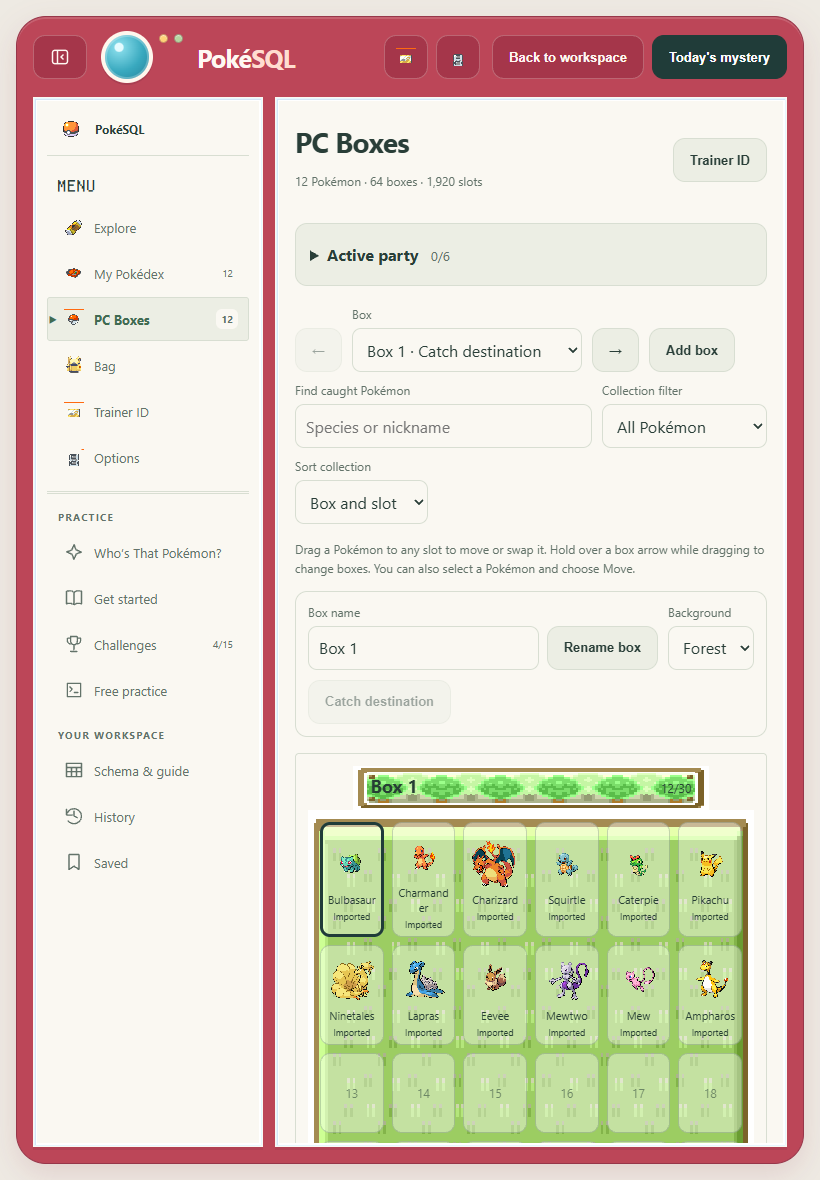 PokéSQL
Back to workspace
Today's mystery
PokéSQL
MENU
Explore
My Pokédex 12
PC Boxes 12
Bag
Trainer ID
Options
PRACTICE
Who's That Pokémon?
Get started
Challenges 4/15
Free practice
YOUR WORKSPACE
Schema & guide
History
Saved
PC Boxes
12 Pokémon · 64 boxes · 1,920 slots
Trainer ID
Active party 0/6
Box
← Box 1 · Catch destination → Add box
Find caught Pokémon Collection filter
Species or nickname All Pokémon
Sort collection
Box and slot
Drag a Pokémon to any slot to move or swap it. Hold over a box arrow while dragging to
change boxes. You can also select a Pokémon and choose Move.
Box name Background
Box 1 Rename box Forest
Catch destination
Box 1 12/30
Bulbasaur
Imported
Charmand
er
Imported
Charizard
Imported
Squirtle
Imported
Caterpie
Imported
Pikachu
Imported
Ninetales
Imported
Lapras
Imported
Eevee
Imported
Mewtwo
Imported
Mew
Imported
Ampharos
Imported
13 14 15 16 17 18